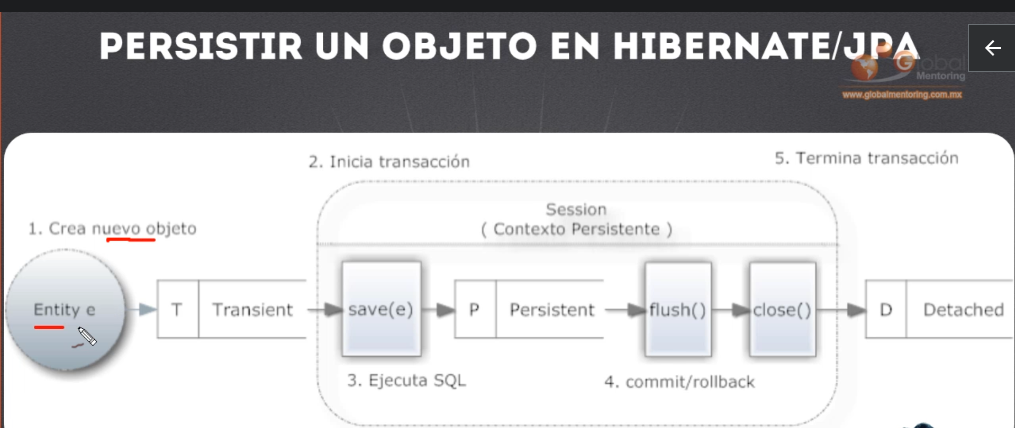 PERSISTIR UN OBJETO EN HIBERNATE/JPA
Global
Mentoring
www.globalmentoring.com.mx
2. Inicia transacción
5. Termina transacción
Session
( Contexto Persistente )
1. Crea nuevo objeto
Entity e
T
Transient
save(e)
P
Persistent
flush()
close()
D
Detached
3. Ejecuta SQL
4. commit/rollback